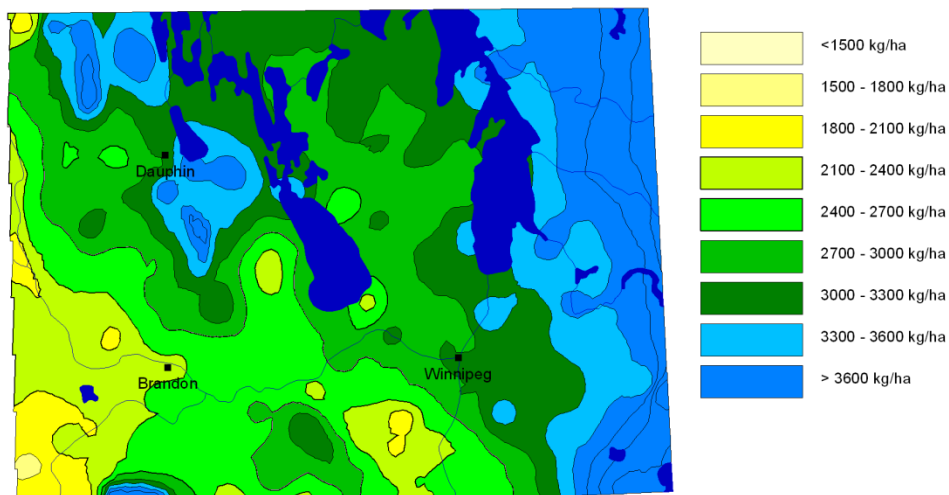 <1500 kg/ha
1500 - 1800 kg/ha
1800 - 2100 kg/ha
2100 - 2400 kg/ha
2400 - 2700 kg/ha
2700 - 3000 kg/ha
3000 - 3300 kg/ha
3300 - 3600 kg/ha
> 3600 kg/ha
Dauphin
Brandon
Winnipeg